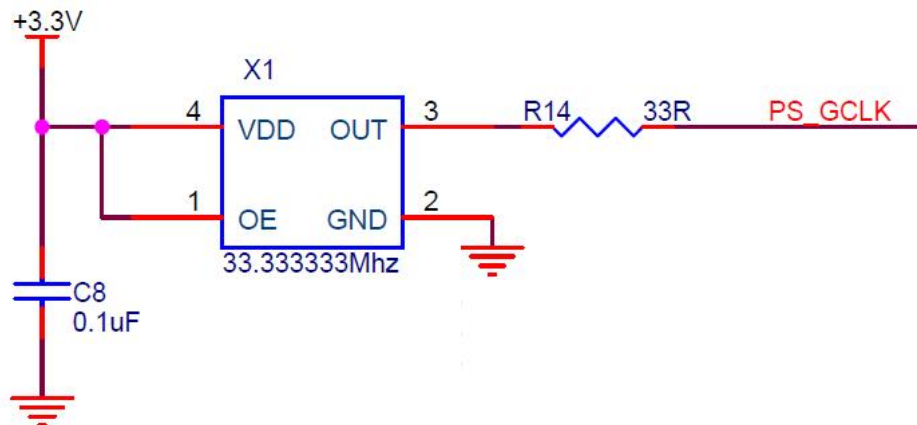 +3.3V
X1
4
VDD
OUT
3
R14
33R
PS_GCLK
1
OE
GND
2
33.333333Mhz
C8
0.1uF